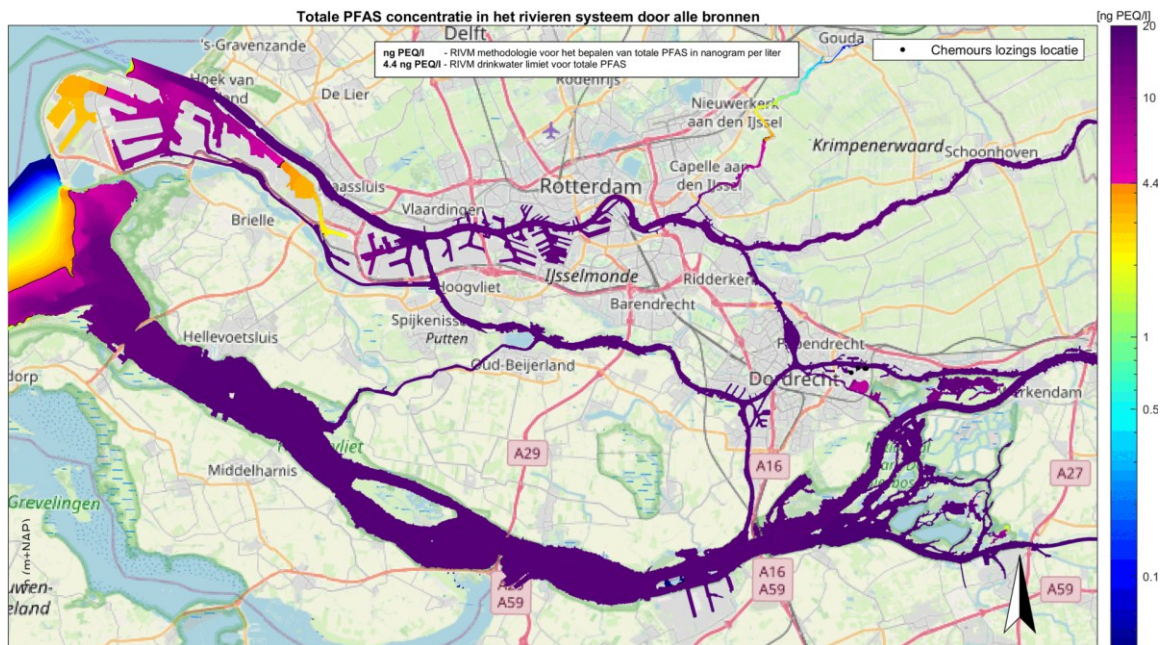 Totale PFAS concentratie in het rivieren systeem door alle bronnen
[ng PEQ/l]
ng PEQ/l - RIVM methodologie voor het bepalen van totale PFAS in nanogram per liter
4.4 ng PEQ/l - RIVM drinkwater limiet voor totale PFAS
Chemours lozings locatie
20
10
4.4
1
0.5
0.1
Delft
Gouda
's-Gravenzande
Hoek van
De Lier
Rodenrijs
Nieuwerkerk
aan den IJssel
Krimpenerwaard
Schoonhoven
Capelle aan
den IJssel
Rotterdam
Vlaardingen
Brielle
IJsselmonde
Hoogvliet
Ridderkerk
Barendrecht
Spijkenisse
Putten
Hellevoetsluis
Oud-Beijerland
Dordrecht
Middelharnis
Grevelingen
A29
A16
A27
A16
A59
A59
A59
(m+NAP)